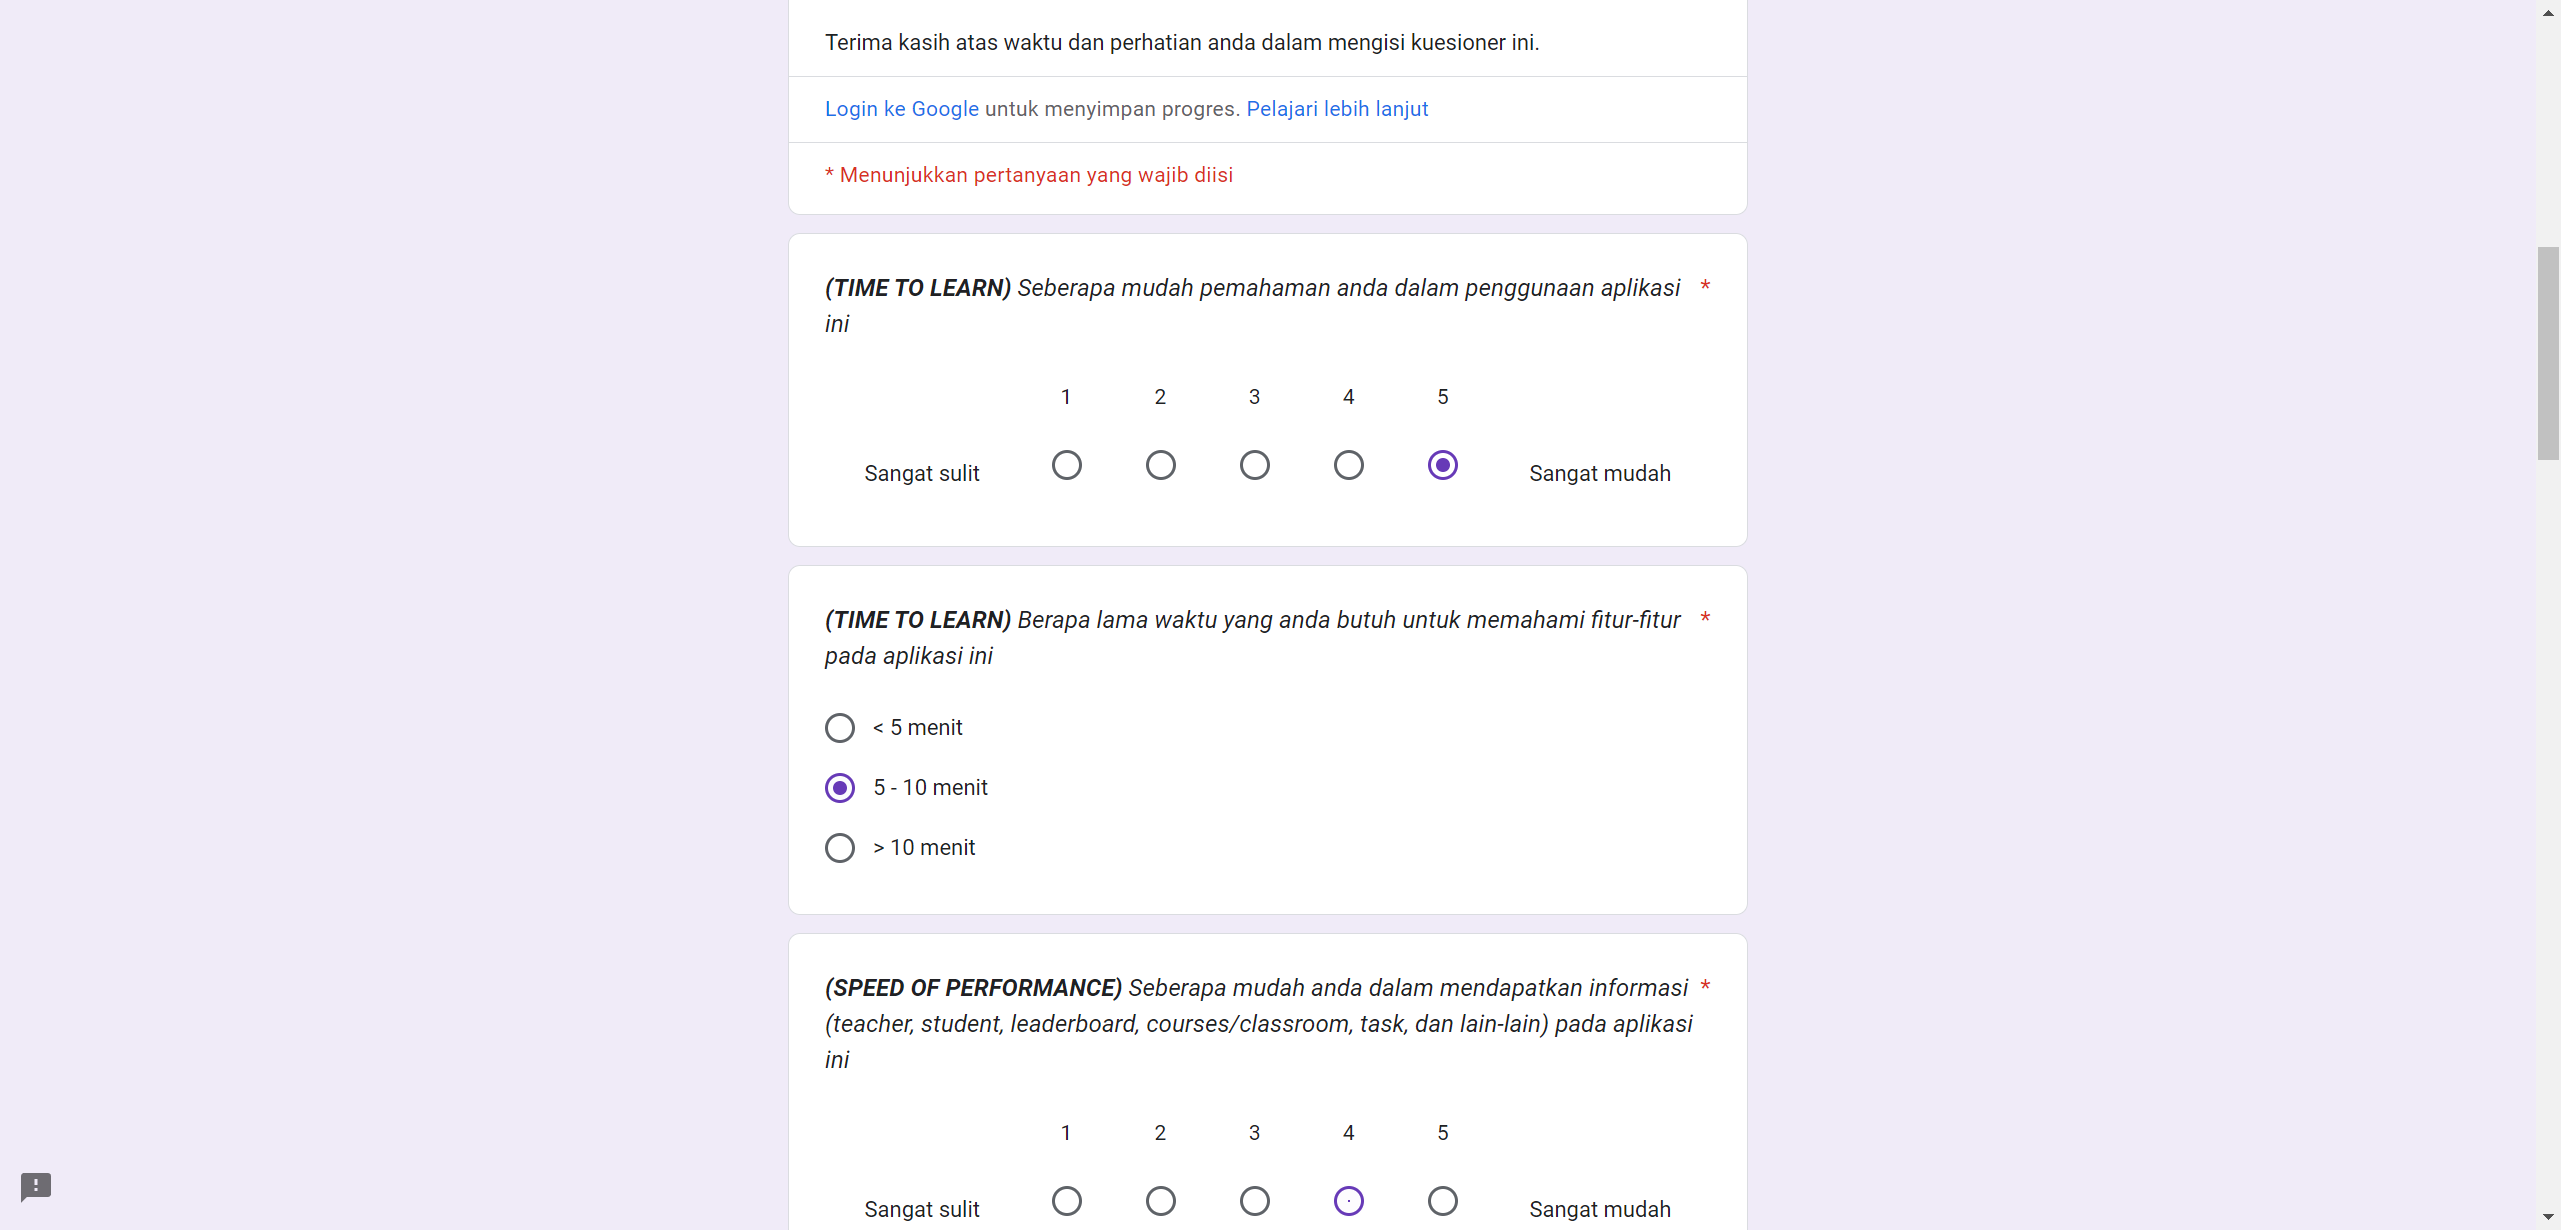 Terima kasih atas waktu dan perhatian anda dalam mengisi kuesioner ini.
Login ke Google untuk menyimpan progres. Pelajari lebih lanjut
* Menunjukkan pertanyaan yang wajib diisi
(TIME TO LEARN) Seberapa mudah pemahaman anda dalam penggunaan aplikasi *
ini
1 2 3 4 5
Sangat sulit Sangat mudah
(TIME TO LEARN) Berapa lama waktu yang anda butuh untuk memahami fitur-fitur *
pada aplikasi ini
< 5 menit
5 - 10 menit
> 10 menit
(SPEED OF PERFORMANCE) Seberapa mudah anda dalam mendapatkan informasi *
(teacher, student, leaderboard, courses/classroom, task, dan lain-lain) pada aplikasi
ini
1 2 3 4 5
Sangat sulit Sangat mudah